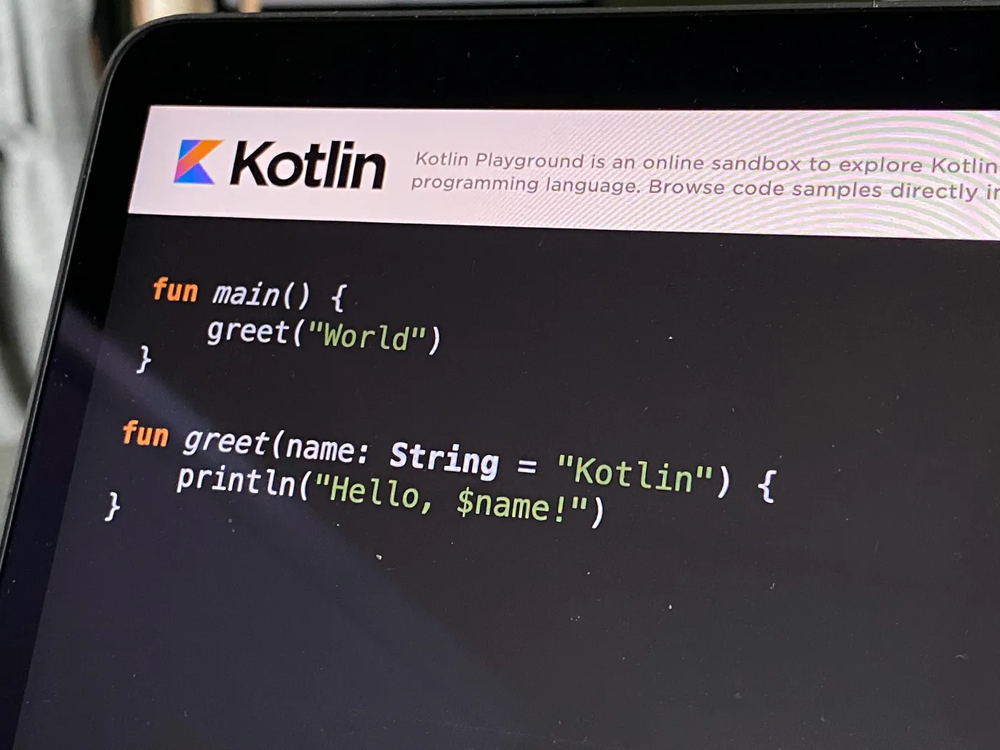 Kotlin
Kotlin Playground is an online sandbox to explore Kotlin
programming language. Browse code samples directly
fun main() {
    greet("World")
}
fun greet(name: String = "Kotlin") {
    println("Hello, $name!")
}